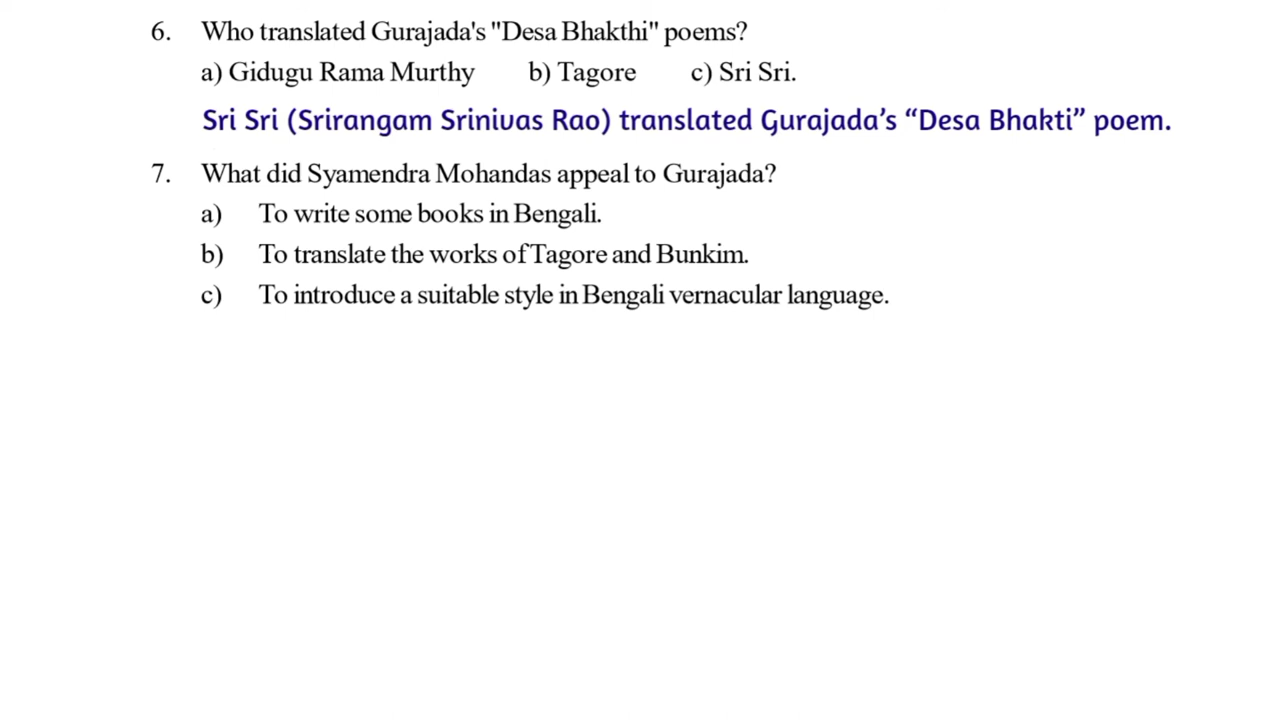 6. Who translated Gurajada's "Desa Bhakthi" poems?
a) Gidugu Rama Murthy b) Tagore c) Sri Sri.
Sri Sri (Srirangam Srinivas Rao) translated Gurajada’s “Desa Bhakti” poem.
7. What did Syamendra Mohandas appeal to Gurajada?
a) To write some books in Bengali.
b) To translate the works of Tagore and Bunkim.
c) To introduce a suitable style in Bengali vernacular language.